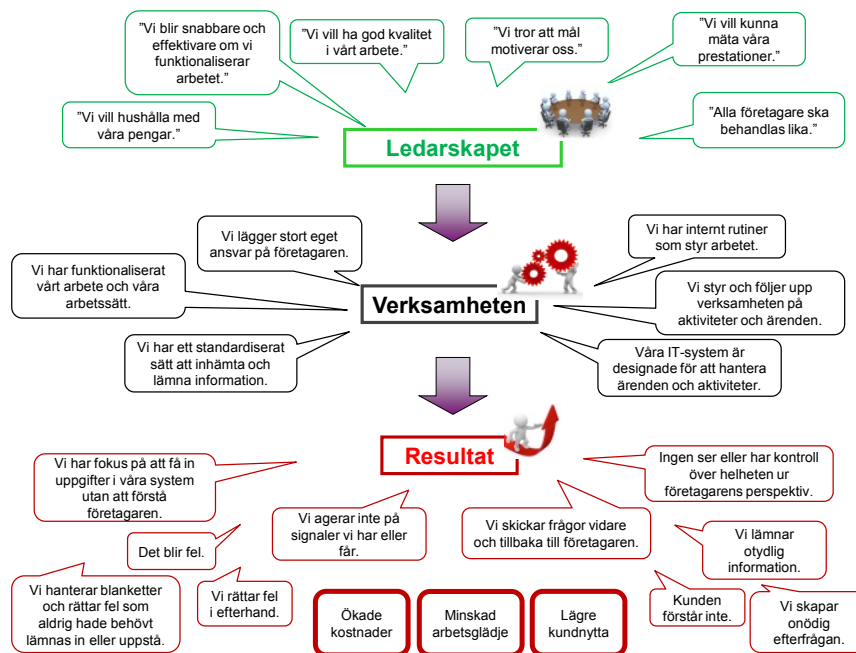 ”Vi blir snabbare och
effektivare om vi
funktionaliserar
arbetet.”
”Vi vill ha god kvalitet
i vårt arbete.”
”Vi tror att mål
motiverar oss.”
”Vi vill kunna
mäta våra
prestationer.”
”Vi vill hushålla med
våra pengar.”
”Alla företagare ska
behandlas lika.”
Ledarskapet
Vi lägger stort eget
ansvar på företagaren.
Vi har internt rutiner
som styr arbetet.
Vi har funktionaliserat
vårt arbete och våra
arbetssätt.
Vi styr och följer upp
verksamheten på
aktiviteter och ärenden.
Verksamheten
Vi har ett standardiserat
sätt att inhämta och
lämna information.
Våra IT-system är
designade för att hantera
ärenden och aktiviteter.
Resultat
Vi har fokus på att få in
uppgifter i våra system
utan att förstå
företagaren.
Ingen ser eller har kontroll
över helheten ur
företagarens perspektiv.
Vi agerar inte på
signaler vi har eller
får.
Vi skickar frågor vidare
och tillbaka till företagaren.
Det blir fel.
Vi lämnar
otydlig
information.
Vi hanterar blanketter
och rättar fel som
aldrig hade behövt
lämnas in eller uppstå.
Vi rättar fel
i efterhand.
Kunden
förstår inte.
Vi skapar
onödig
efterfrågan.
Ökade
kostnader
Minskad
arbetsglädje
Lägre
kundnytta